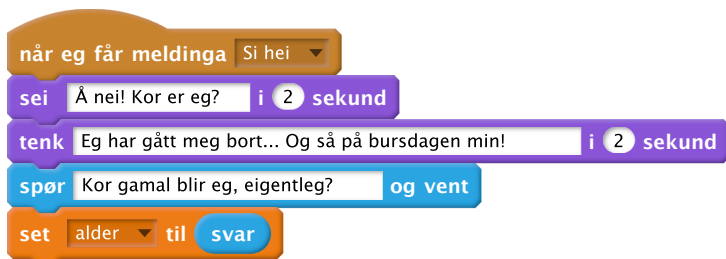 når eg får meldinga Si hei
sei Å nei! Kor er eg? i 2 sekund
tenk Eg har gått meg bort... Og så på bursdagen min! i 2 sekund
spør Kor gamal blir eg, eigentleg? og vent
set alder til svar